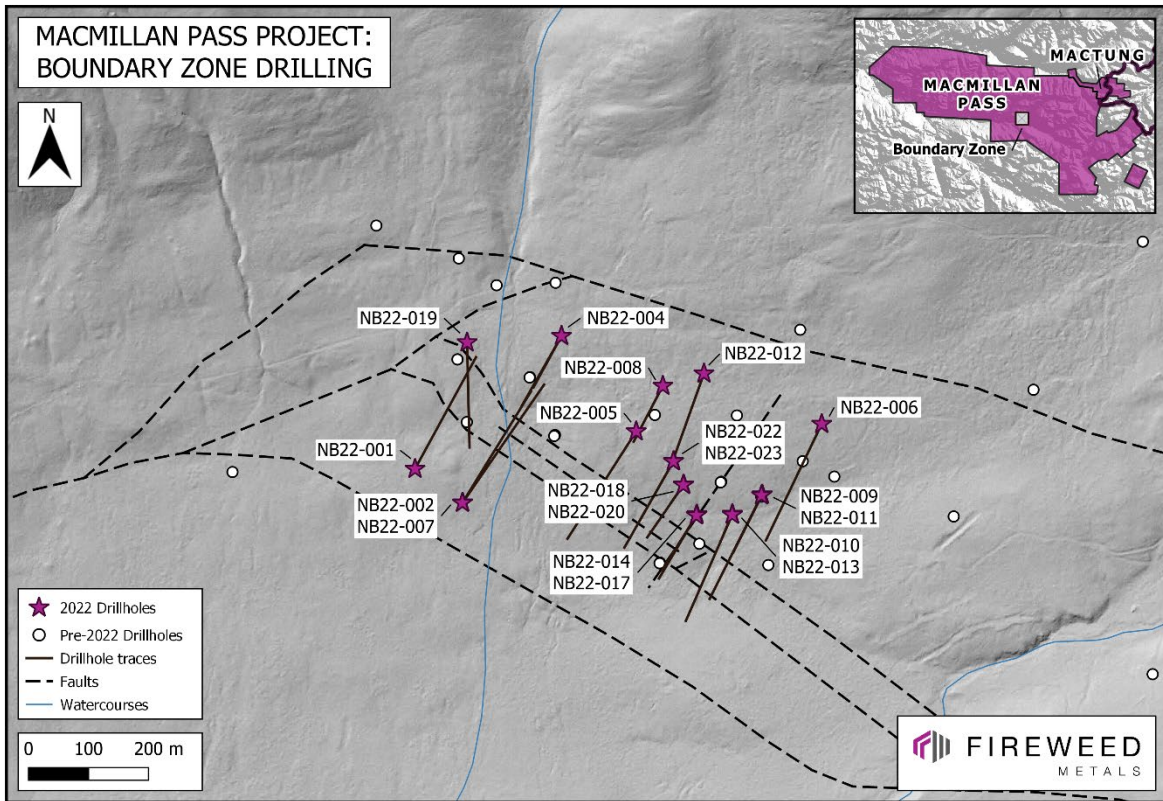 MACMILLAN PASS PROJECT:
BOUNDARY ZONE DRILLING
N
MACTUNG
MACMILLAN
PASS
Boundary Zone
NB22-019
NB22-004
NB22-012
NB22-008
NB22-006
NB22-005
NB22-022
NB22-023
NB22-001
NB22-018
NB22-020
NB22-009
NB22-011
NB22-002
NB22-007
NB22-010
NB22-013
NB22-014
NB22-017
2022 Drillholes
Pre-2022 Drillholes
Drillhole traces
Faults
Watercourses
0 100 200 m
FIREWEED
METALS